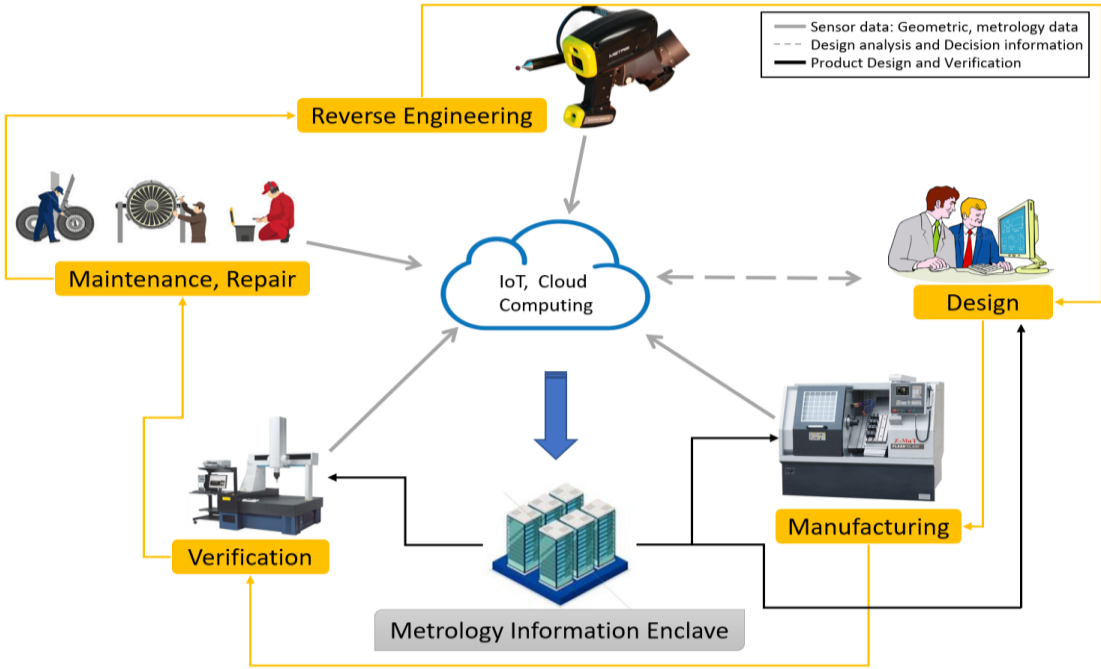 Sensor data: Geometric, metrology data
Design analysis and Decision information
Product Design and Verification
Reverse Engineering
Maintenance, Repair
IoT, Cloud
Computing
Design
Manufacturing
Verification
Metrology Information Enclave